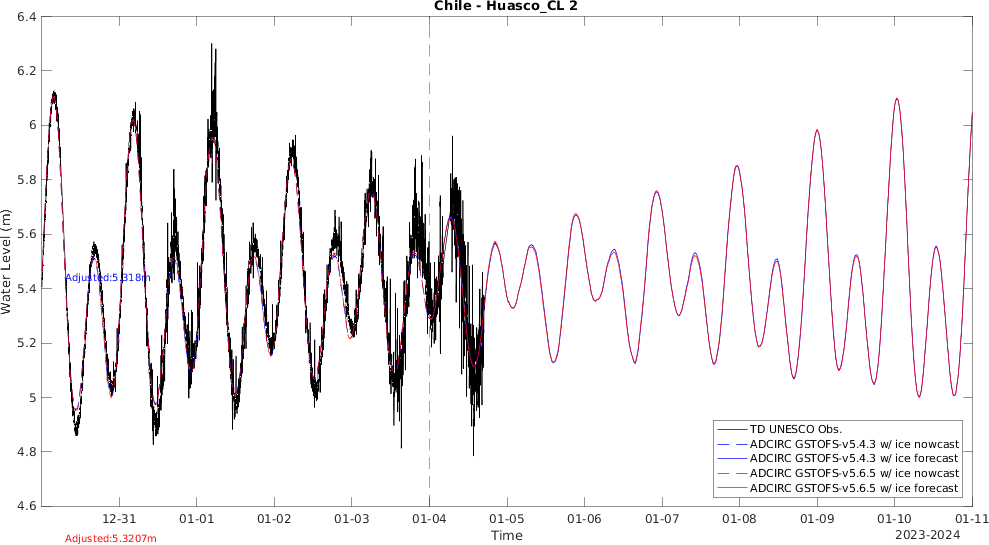 Chile - Huasco_CL 2
6.4
6.2
6
5.8
5.6
5.4
5.2
5
4.8
4.6
Water Level (m)
Adjusted:5.318m
TD UNESCO Obs.
ADCIRC GSTOFS-v5.4.3 w/ ice nowcast
ADCIRC GSTOFS-v5.4.3 w/ ice forecast
ADCIRC GSTOFS-v5.6.5 w/ ice nowcast
ADCIRC GSTOFS-v5.6.5 w/ ice forecast
12-31 01-01 01-02 01-03 01-04 01-05 01-06 01-07 01-08 01-09 01-10 01-11
Time
2023-2024
Adjusted:5.3207m